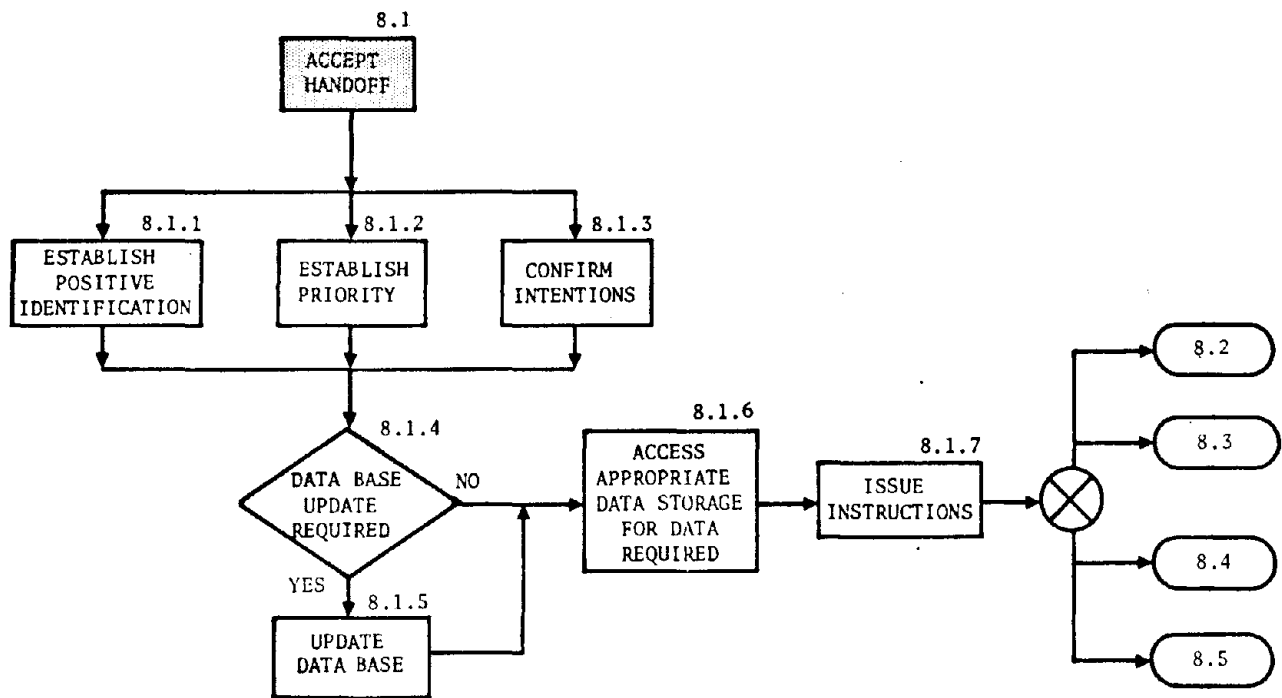 8.1
ACCEPT
HANDOFF
8.1.1
ESTABLISH
POSITIVE
IDENTIFICATION
8.1.2
ESTABLISH
PRIORITY
8.1.3
CONFIRM
INTENTIONS
8.1.4
DATA BASE
UPDATE
REQUIRED
NO
YES
8.1.5
UPDATE
DATA BASE
8.1.6
ACCESS
APPROPRIATE
DATA STORAGE
FOR DATA
REQUIRED
8.1.7
ISSUE
INSTRUCTIONS
8.2
8.3
8.4
8.5